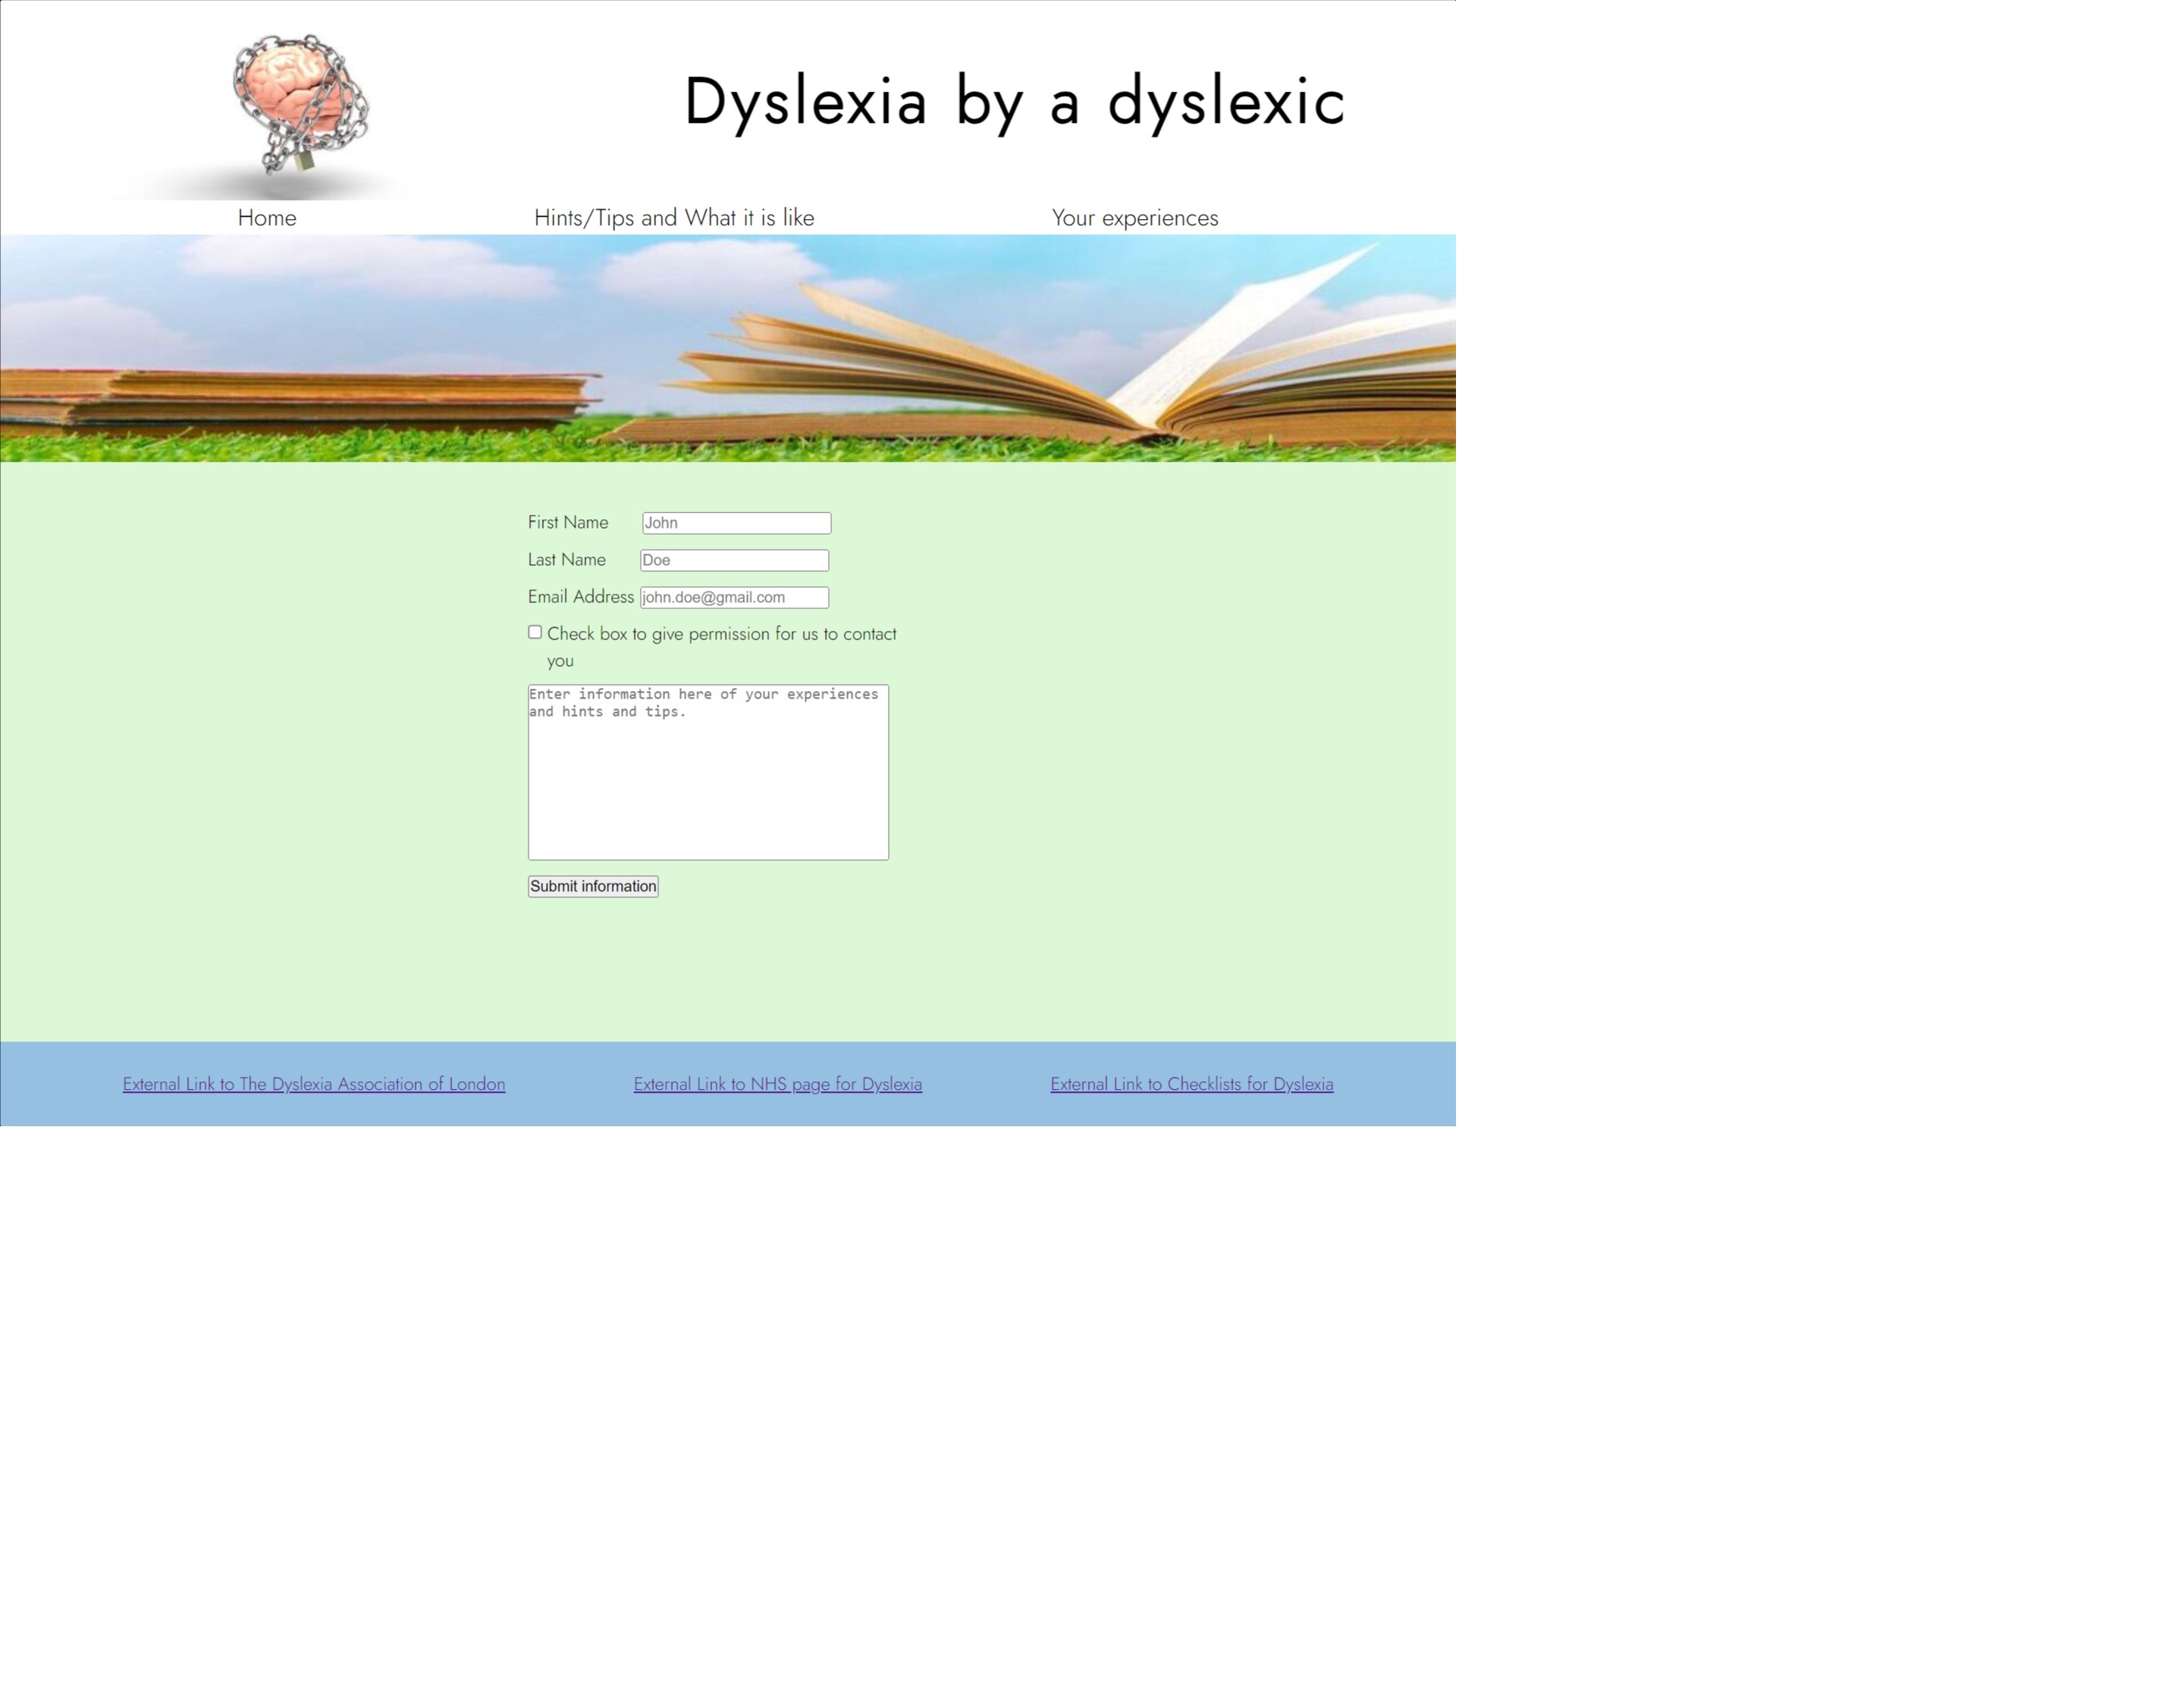 Dyslexia by a dyslexic
Home
Hints/Tips and What it is like
Your experiences
First Name
John
Last Name
Doe
Email Address
john.doe@gmail.com
Check box to give permission for us to contact
you
Enter information here of your experiences
and hints and tips.
Submit information
External Link to The Dyslexia Association of London
External Link to NHS page for Dyslexia
External Link to Checklists for Dyslexia